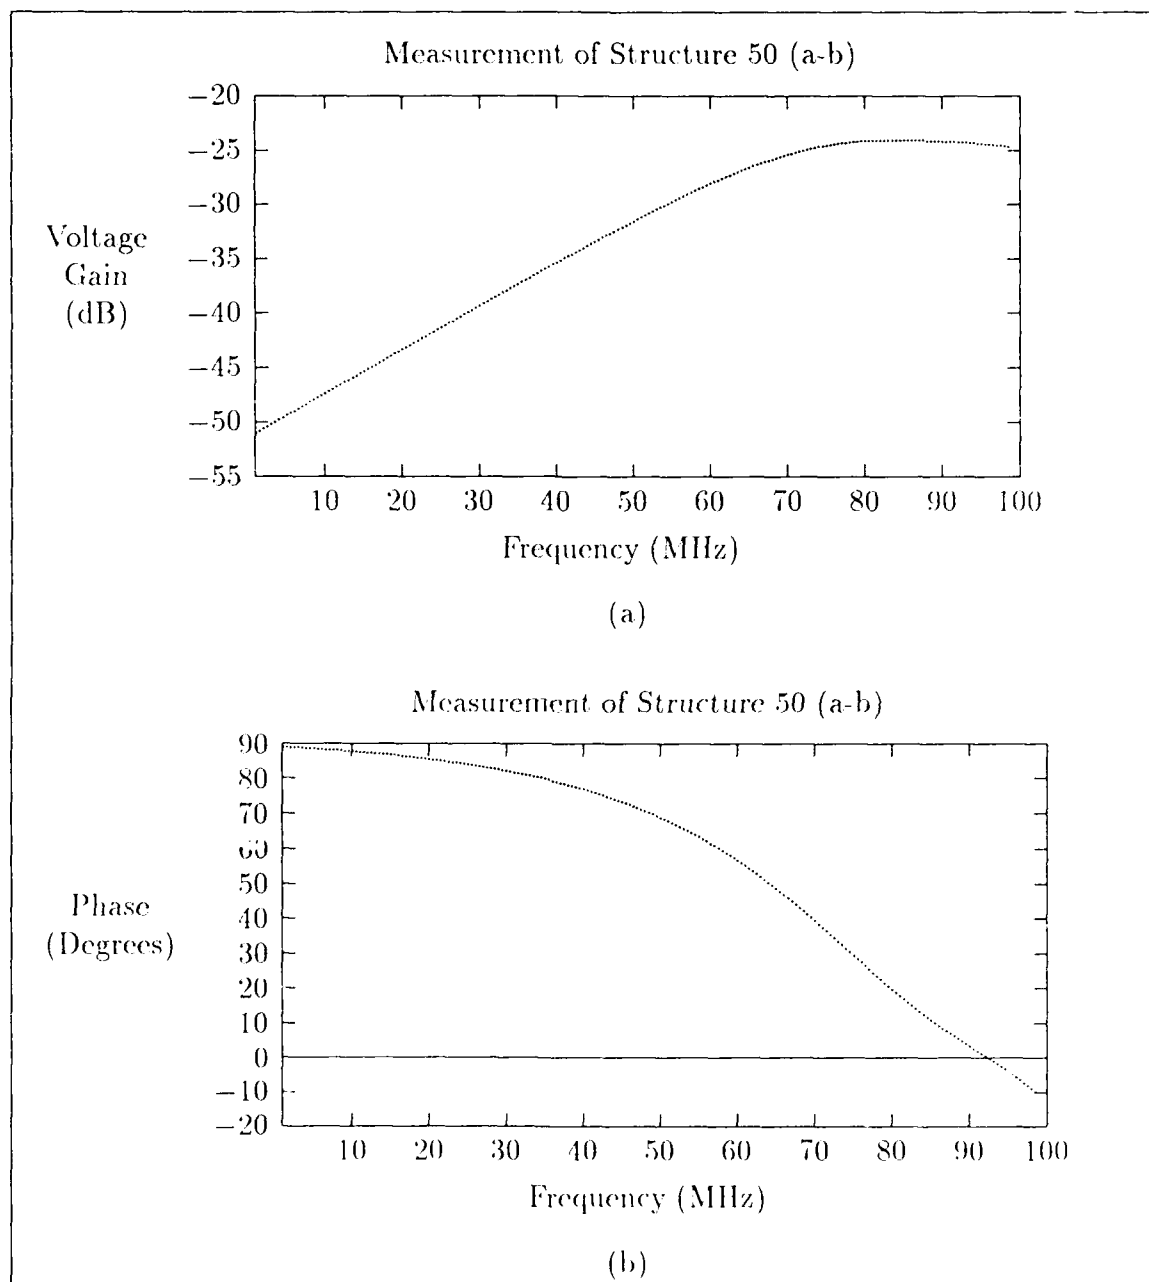 Measurement of Structure 50 (a-b)
−20
−25
−30
−35
−40
−45
−50
−55
Voltage
Gain
(dB)
10 20 30 40 50 60 70 80 90 100
Frequency (MHz)
(a)
Measurement of Structure 50 (a-b)
90
80
70
60
50
40
30
20
10
0
−10
−20
Phase
(Degrees)
10 20 30 40 50 60 70 80 90 100
Frequency (MHz)
(b)